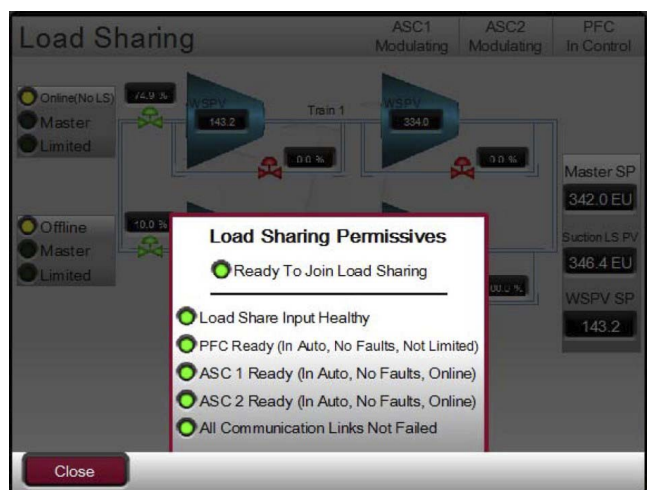 Load Sharing
ASC1
Modulating
ASC2
Modulating
PFC
In Control
Online(No LS)
Master
Limited
74.9 %
WSPV
143.2
Train 1
WSPV
334.0
0.0 %
0.0 %
Master SP
342.0 EU
Suction LS PV
346.4 EU
WSPV SP
143.2
Offline
Master
Limited
10.0 %
Load Sharing Permissives
Ready To Join Load Sharing
Load Share Input Healthy
PFC Ready (In Auto, No Faults, Not Limited)
ASC 1 Ready (In Auto, No Faults, Online)
ASC 2 Ready (In Auto, No Faults, Online)
All Communication Links Not Failed
Close